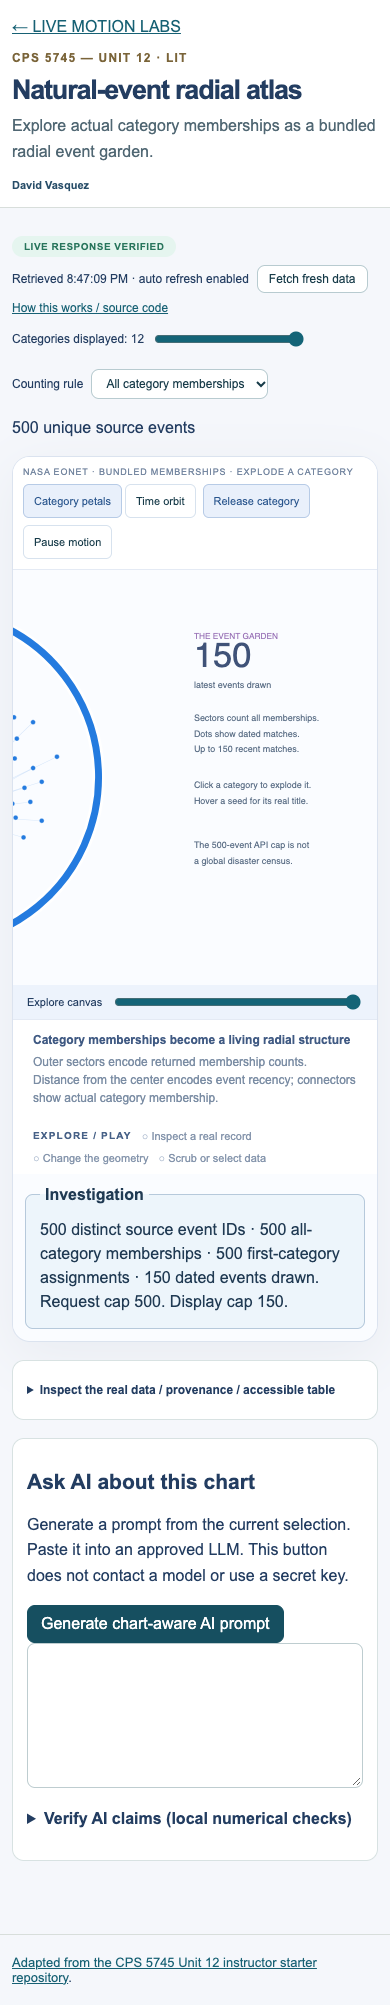 ← LIVE MOTION LABS
CPS 5745 — UNIT 12 · LIT
Natural-event radial atlas
Explore actual category memberships as a bundled
radial event garden.
David Vasquez
LIVE RESPONSE VERIFIED
Retrieved 8:47:09 PM · auto refresh enabled
Fetch fresh data
How this works / source code
Categories displayed: 12
Counting rule
All category memberships
500 unique source events
NASA EONET · BUNDLED MEMBERSHIPS · EXPLODE A CATEGORY
Category petals
Time orbit
Release category
Pause motion
THE EVENT GARDEN
150
latest events drawn
Sectors count all memberships.
Dots show dated matches.
Up to 150 recent matches.
Click a category to explode it.
Hover a seed for its real title.
The 500-event API cap is not
a global disaster census.
Explore canvas
Category memberships become a living radial structure
Outer sectors encode returned membership counts.
Distance from the center encodes event recency; connectors
show actual category membership.
EXPLORE / PLAY ○ Inspect a real record
○ Change the geometry ○ Scrub or select data
Investigation
500 distinct source event IDs · 500 all-
category memberships · 500 first-category
assignments · 150 dated events drawn.
Request cap 500. Display cap 150.
▶ Inspect the real data / provenance / accessible table
Ask AI about this chart
Generate a prompt from the current selection.
Paste it into an approved LLM. This button
does not contact a model or use a secret key.
Generate chart-aware AI prompt
▶ Verify AI claims (local numerical checks)
Adapted from the CPS 5745 Unit 12 instructor starter
repository.